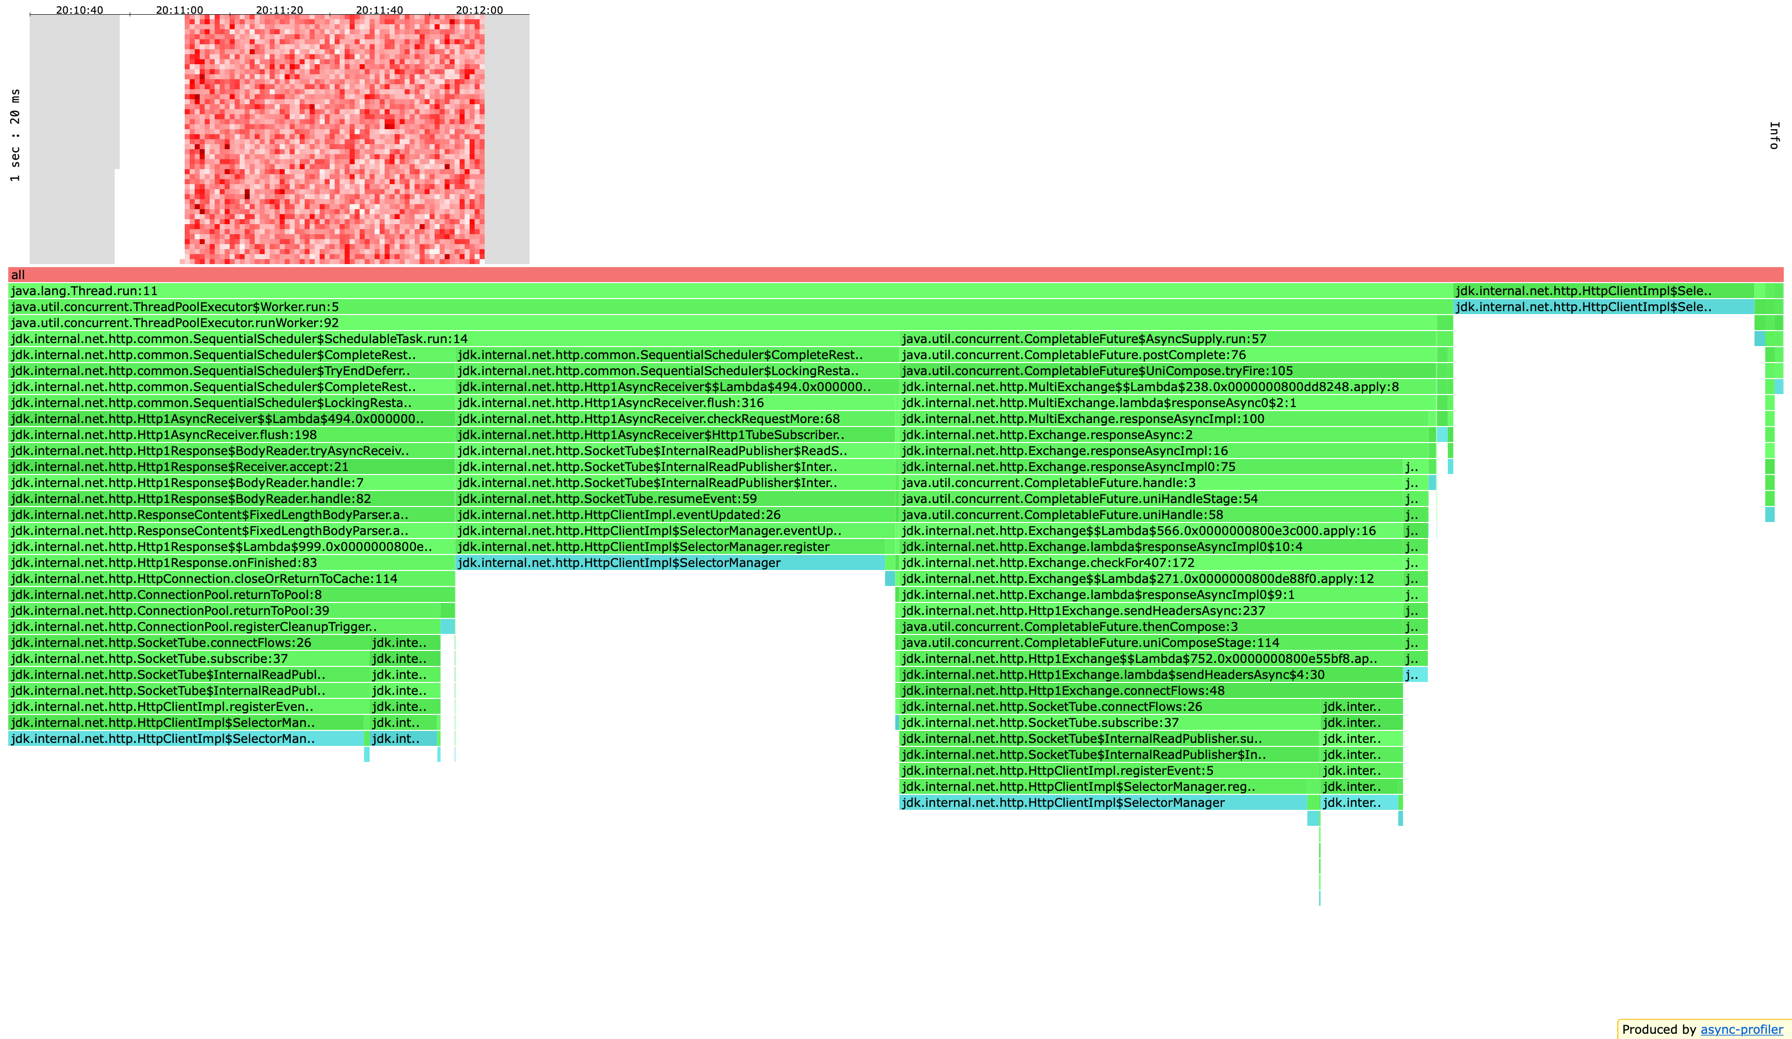 20:10:40 20:11:00 20:11:20 20:11:40 20:12:00
1 sec : 20 ms
Info
all
java.lang.Thread.run:11 jdk.internal.net.http.HttpClientImpl$Sele..
java.util.concurrent.ThreadPoolExecutor$Worker.run:5 jdk.internal.net.http.HttpClientImpl$Sele..
java.util.concurrent.ThreadPoolExecutor.runWorker:92
jdk.internal.net.http.common.SequentialScheduler$SchedulableTask.run:14 java.util.concurrent.CompletableFuture$AsyncSupply.run:57
jdk.internal.net.http.common.SequentialScheduler$CompleteRest.. jdk.internal.net.http.common.SequentialScheduler$CompleteRest.. java.util.concurrent.CompletableFuture.postComplete:76
jdk.internal.net.http.common.SequentialScheduler$TryEndDeferr.. jdk.internal.net.http.common.SequentialScheduler$LockingResta.. java.util.concurrent.CompletableFuture$UniCompose.tryFire:105
jdk.internal.net.http.common.SequentialScheduler$CompleteRest.. jdk.internal.net.http.Http1AsyncReceiver$$Lambda$494.0x000000.. jdk.internal.net.http.MultiExchange$$Lambda$238.0x0000000800dd8248.apply:8
jdk.internal.net.http.common.SequentialScheduler$LockingResta.. jdk.internal.net.http.Http1AsyncReceiver.flush:316 jdk.internal.net.http.MultiExchange.lambda$responseAsync0$2:1
jdk.internal.net.http.Http1AsyncReceiver$$Lambda$494.0x000000.. jdk.internal.net.http.Http1AsyncReceiver.checkRequestMore:68 jdk.internal.net.http.MultiExchange.responseAsyncImpl:100
jdk.internal.net.http.Http1AsyncReceiver.flush:198 jdk.internal.net.http.Http1AsyncReceiver$Http1TubeSubscriber.. jdk.internal.net.http.Exchange.responseAsync:2
jdk.internal.net.http.Http1Response$BodyReader.tryAsyncReceiv.. jdk.internal.net.http.SocketTube$InternalReadPublisher$ReadS.. jdk.internal.net.http.Exchange.responseAsyncImpl:16
jdk.internal.net.http.Http1Response$Receiver.accept:21 jdk.internal.net.http.SocketTube$InternalReadPublisher$Inter.. jdk.internal.net.http.Exchange.responseAsyncImpl0:75 j..
jdk.internal.net.http.Http1Response$BodyReader.handle:7 jdk.internal.net.http.SocketTube$InternalReadPublisher$Inter.. java.util.concurrent.CompletableFuture.handle:3 j..
jdk.internal.net.http.Http1Response$BodyReader.handle:82 jdk.internal.net.http.SocketTube.resumeEvent:59 java.util.concurrent.CompletableFuture.uniHandleStage:54 j..
jdk.internal.net.http.ResponseContent$FixedLengthBodyParser.a.. jdk.internal.net.http.HttpClientImpl.eventUpdated:26 java.util.concurrent.CompletableFuture.uniHandle:58 j..
jdk.internal.net.http.ResponseContent$FixedLengthBodyParser.a.. jdk.internal.net.http.HttpClientImpl$SelectorManager.eventUp.. jdk.internal.net.http.Exchange$$Lambda$566.0x0000000800e3c000.apply:16 j..
jdk.internal.net.http.Http1Response$$Lambda$999.0x0000000800e.. jdk.internal.net.http.HttpClientImpl$SelectorManager.register jdk.internal.net.http.Exchange.lambda$responseAsyncImpl0$10:4 j..
jdk.internal.net.http.Http1Response.onFinished:83 jdk.internal.net.http.HttpClientImpl$SelectorManager jdk.internal.net.http.Exchange.checkFor407:172 j..
jdk.internal.net.http.HttpConnection.closeOrReturnToCache:114 jdk.internal.net.http.Exchange$$Lambda$271.0x0000000800de88f0.apply:12 j..
jdk.internal.net.http.ConnectionPool.returnToPool:8 jdk.internal.net.http.Exchange.lambda$responseAsyncImpl0$9:1 j..
jdk.internal.net.http.ConnectionPool.returnToPool:39 jdk.internal.net.http.Http1Exchange.sendHeadersAsync:237 j..
jdk.internal.net.http.ConnectionPool.registerCleanupTrigger.. java.util.concurrent.CompletableFuture.thenCompose:3 j..
jdk.internal.net.http.SocketTube.connectFlows:26 jdk.inte.. java.util.concurrent.CompletableFuture.uniComposeStage:114 j..
jdk.internal.net.http.SocketTube.subscribe:37 jdk.inte.. jdk.internal.net.http.Http1Exchange$$Lambda$752.0x0000000800e55bf8.ap.. j..
jdk.internal.net.http.SocketTube$InternalReadPubl.. jdk.inte.. jdk.internal.net.http.Http1Exchange.lambda$sendHeadersAsync$4:30 j..
jdk.internal.net.http.SocketTube$InternalReadPubl.. jdk.inte.. jdk.internal.net.http.Http1Exchange.connectFlows:48
jdk.internal.net.http.HttpClientImpl.registerEven.. jdk.inte.. jdk.internal.net.http.SocketTube.connectFlows:26 jdk.inter..
jdk.internal.net.http.HttpClientImpl$SelectorMan.. jdk.int.. jdk.internal.net.http.SocketTube.subscribe:37 jdk.inter..
jdk.internal.net.http.HttpClientImpl$SelectorMan.. jdk.int.. jdk.internal.net.http.SocketTube$InternalReadPublisher.su.. jdk.inter..
jdk.internal.net.http.SocketTube$InternalReadPublisher$In.. jdk.inter..
jdk.internal.net.http.HttpClientImpl.registerEvent:5 jdk.inter..
jdk.internal.net.http.HttpClientImpl$SelectorManager.reg.. jdk.inter..
jdk.internal.net.http.HttpClientImpl$SelectorManager jdk.inter..
Produced by async-profiler